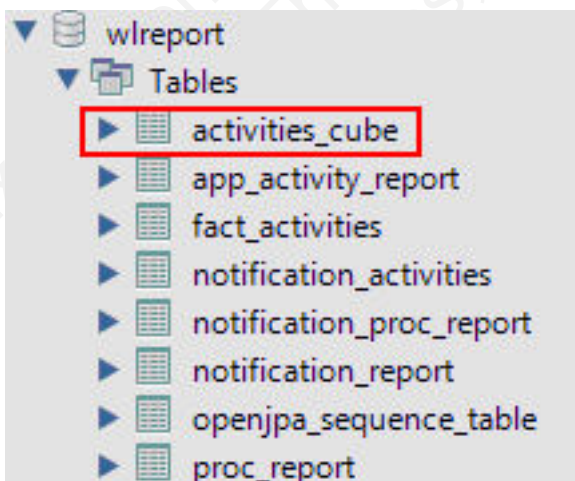 wlreport
Tables
activities_cube
app_activity_report
fact_activities
notification_activities
notification_proc_report
notification_report
openjpa_sequence_table
proc_report